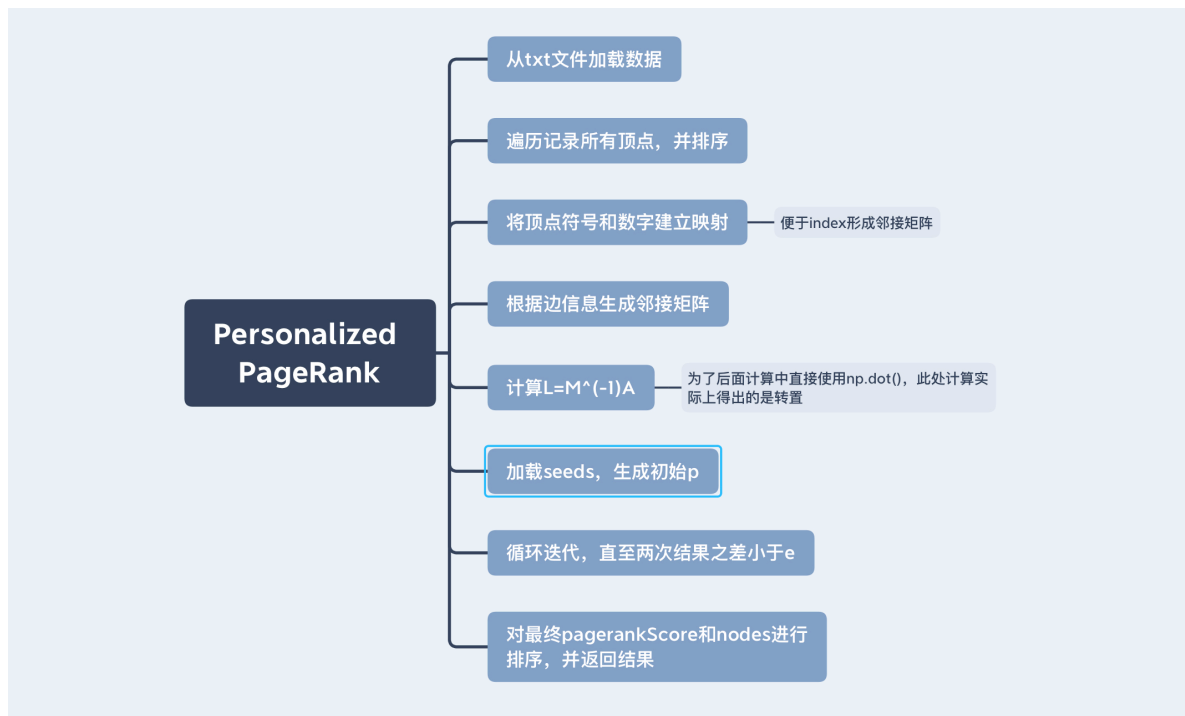 从txt文件加载数据
遍历记录所有顶点，并排序
将顶点符号和数字建立映射
便于index形成邻接矩阵
根据边信息生成邻接矩阵
Personalized
PageRank
计算L=M^(-1)A
为了后面计算中直接使用np.dot()，此处计算实
际上得出的是转置
加载seeds，生成初始p
循环迭代，直至两次结果之差小于e
对最终pagerankScore和nodes进行
排序，并返回结果